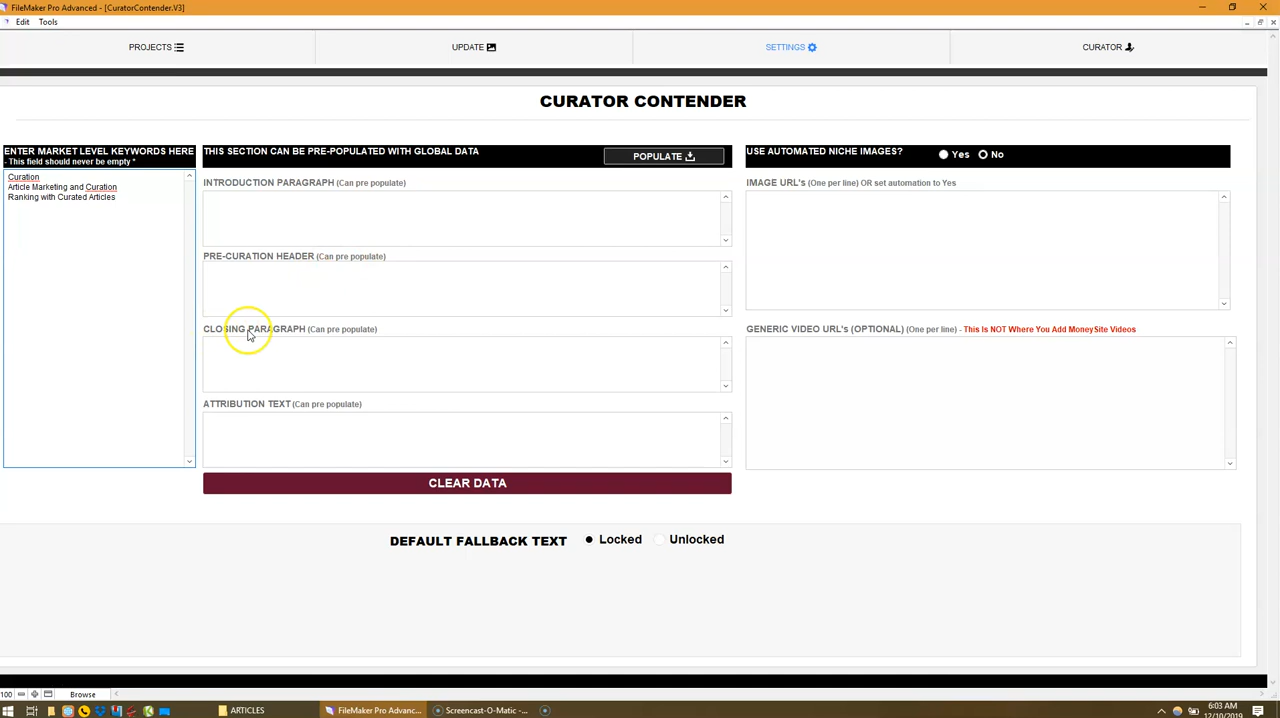 FileMaker Pro Advanced - [CuratorContender.V3]
Edit Tools
PROJECTS
UPDATE
SETTINGS
CURATOR
CURATOR CONTENDER
ENTER MARKET LEVEL KEYWORDS HERE
- This field should never be empty *
Curation
Article Marketing and Curation
Ranking with Curated Articles
THIS SECTION CAN BE PRE-POPULATED WITH GLOBAL DATA
POPULATE
INTRODUCTION PARAGRAPH (Can pre populate)
PRE-CURATION HEADER (Can pre populate)
CLOSING PARAGRAPH (Can pre populate)
ATTRIBUTION TEXT (Can pre populate)
CLEAR DATA
USE AUTOMATED NICHE IMAGES?
Yes No
IMAGE URL's (One per line) OR set automation to Yes
GENERIC VIDEO URL's (OPTIONAL) (One per line) - This Is NOT Where You Add MoneySite Videos
DEFAULT FALLBACK TEXT
Locked Unlocked
100
Browse
ARTICLES
FileMaker Pro Advanc...
Screencast-O-Matic -...
6:03 AM
12/10/2019